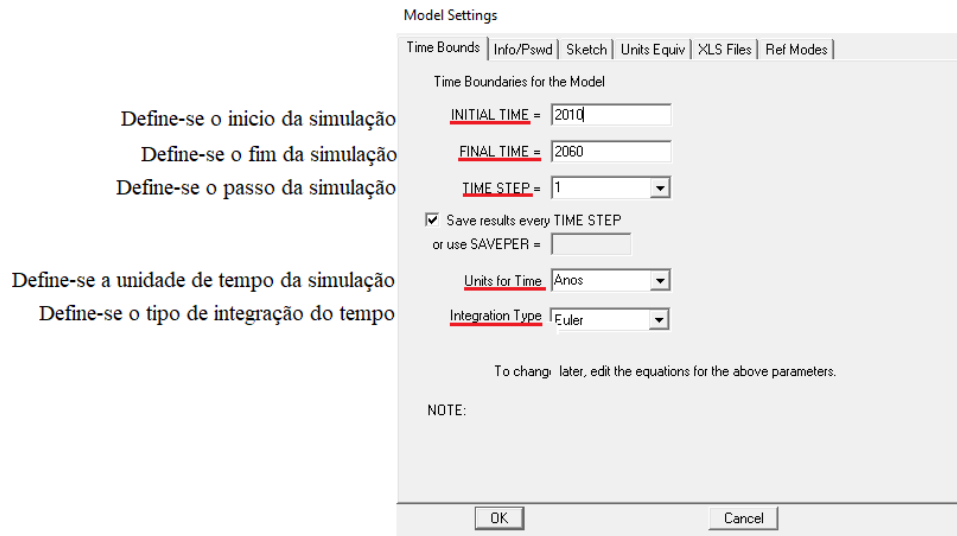 Model Settings
Time Bounds Info/Pswd Sketch Units Equiv XLS Files Ref Modes
Time Boundaries for the Model
Define-se o inicio da simulação INITIAL TIME = 2010
Define-se o fim da simulação FINAL TIME = 2060
Define-se o passo da simulação TIME STEP = 1
Save results every TIME STEP
or use SAVEPER =
Define-se a unidade de tempo da simulação Units for Time Anos
Define-se o tipo de integração do tempo Integration Type Euler
To chang later, edit the equations for the above parameters.
NOTE:
OK Cancel